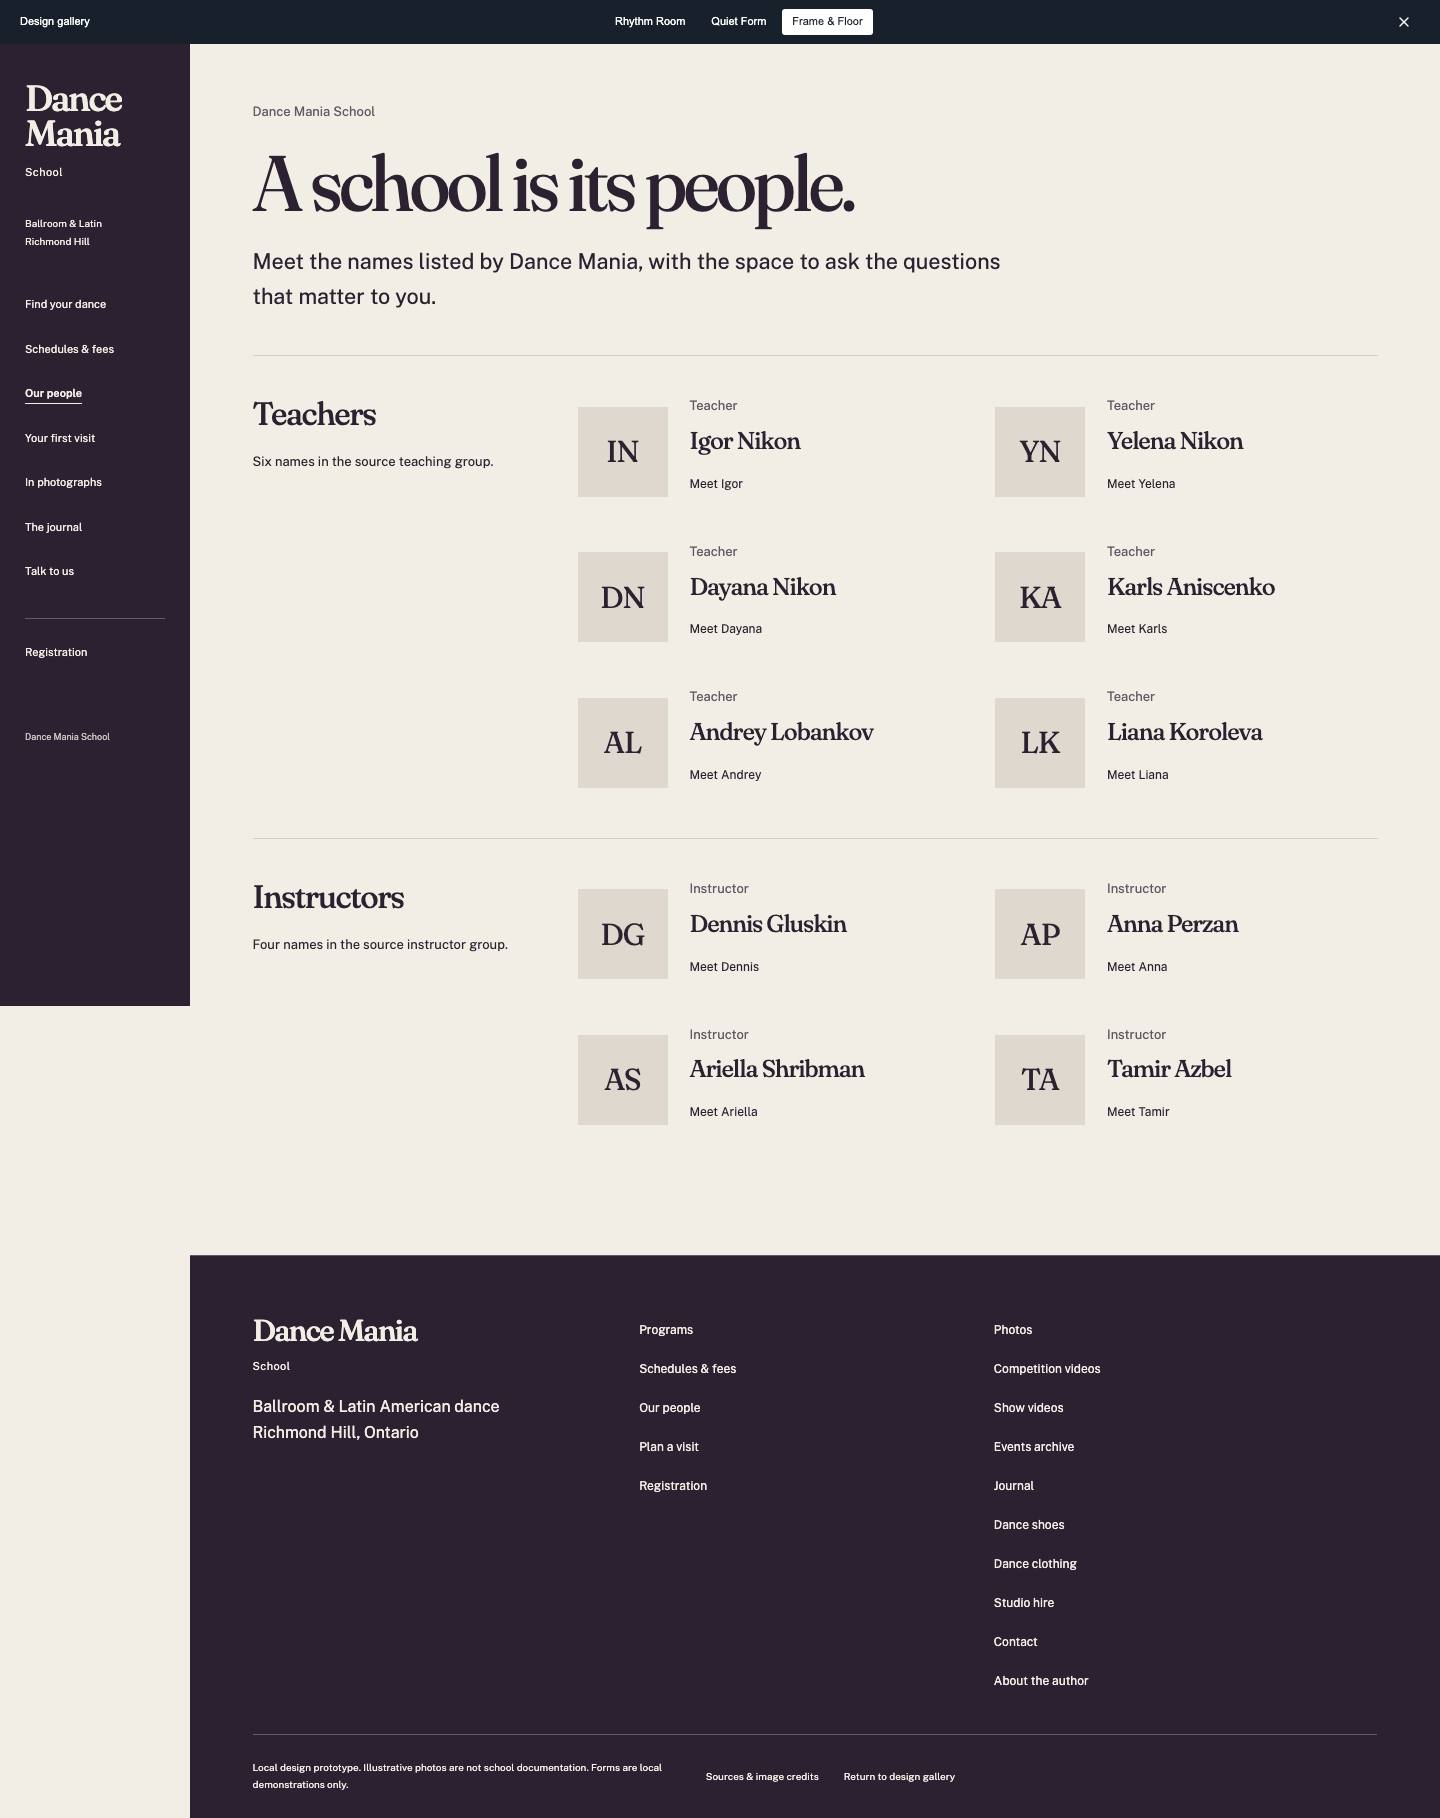 Design gallery
Rhythm Room
Quiet Form
Frame & Floor
×
Dance
Mania
School
Ballroom & Latin
Richmond Hill
Find your dance
Schedules & fees
Our people
Your first visit
In photographs
The journal
Talk to us
Registration
Dance Mania School
Dance Mania School
A school is its people.
Meet the names listed by Dance Mania, with the space to ask the questions
that matter to you.
Teachers
Six names in the source teaching group.
IN
Teacher
Igor Nikon
Meet Igor
YN
Teacher
Yelena Nikon
Meet Yelena
DN
Teacher
Dayana Nikon
Meet Dayana
KA
Teacher
Karls Aniscenko
Meet Karls
AL
Teacher
Andrey Lobankov
Meet Andrey
LK
Teacher
Liana Koroleva
Meet Liana
Instructors
Four names in the source instructor group.
DG
Instructor
Dennis Gluskin
Meet Dennis
AP
Instructor
Anna Perzan
Meet Anna
AS
Instructor
Ariella Shribman
Meet Ariella
TA
Instructor
Tamir Azbel
Meet Tamir
Dance Mania
School
Ballroom & Latin American dance
Richmond Hill, Ontario
Programs
Schedules & fees
Our people
Plan a visit
Registration
Photos
Competition videos
Show videos
Events archive
Journal
Dance shoes
Dance clothing
Studio hire
Contact
About the author
Local design prototype. Illustrative photos are not school documentation. Forms are local
demonstrations only.
Sources & image credits
Return to design gallery